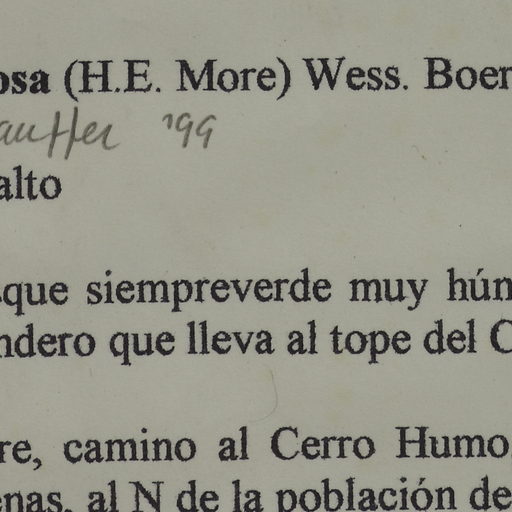 osa (H.E. More) Wess. Boer
auffer '99
alto
que siempreverde muy húm
ndero que lleva al tope del C
re, camino al Cerro Humo,
enas, al N de la población de